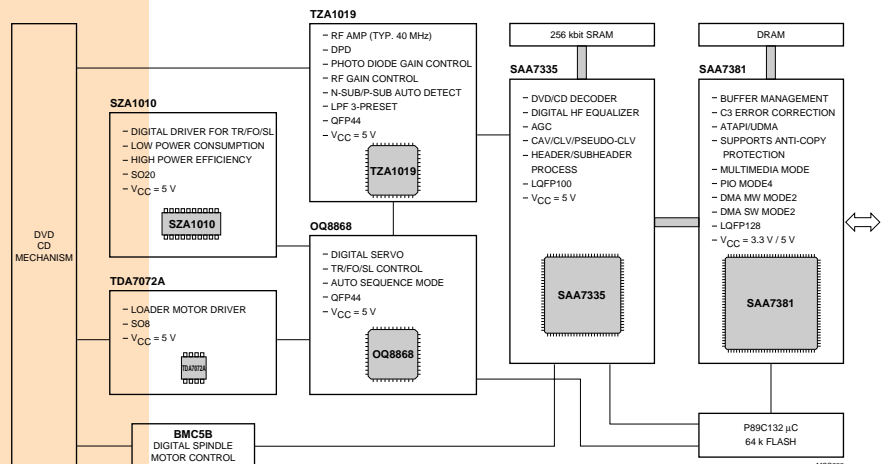 TZA1019
– RF AMP (TYP. 40 MHz)
– DPD
– PHOTO DIODE GAIN CONTROL
– RF GAIN CONTROL
– N-SUB/P-SUB AUTO DETECT
– LPF 3-PRESET
– QFP44
– VCC = 5 V
TZA1019
256 kbit SRAM
DRAM
SAA7335
– DVD/CD DECODER
– DIGITAL HF EQUALIZER
– AGC
– CAV/CLV/PSEUDO-CLV
– HEADER/SUBHEADER
PROCESS
– LQFP100
– VCC = 5 V
SAA7335
SAA7381
– BUFFER MANAGEMENT
– C3 ERROR CORRECTION
– ATAPI/UDMA
– SUPPORTS ANTI-COPY
PROTECTION
– MULTIMEDIA MODE
– PIO MODE4
– DMA MW MODE2
– DMA SW MODE2
– LQFP128
– VCC = 3.3 V / 5 V
SAA7381
SZA1010
– DIGITAL DRIVER FOR TR/FO/SL
– LOW POWER CONSUMPTION
– HIGH POWER EFFICIENCY
– SO20
– VCC = 5 V
SZA1010
DVD
CD
MECHANISM
OQ8868
– DIGITAL SERVO
– TR/FO/SL CONTROL
– AUTO SEQUENCE MODE
– QFP44
– VCC = 5 V
OQ8868
TDA7072A
– LOADER MOTOR DRIVER
– SO8
– VCC = 5 V
TDA7072A
BMC5B
DIGITAL SPINDLE
MOTOR CONTROL
P89C132 µC
64 k FLASH